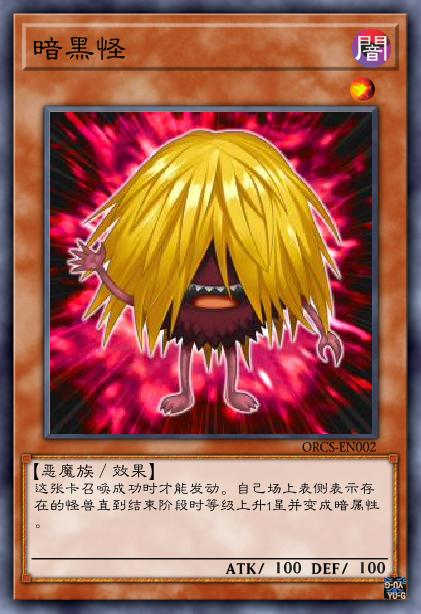 暗黑怪
闇
ORCS-EN002
【恶魔族／效果】
这张卡召唤成功时才能发动。自己场上表侧表示存
在的怪兽直到结束阶段时等级上升1星并变成暗属性
。
ATK/ 100 DEF/ 100